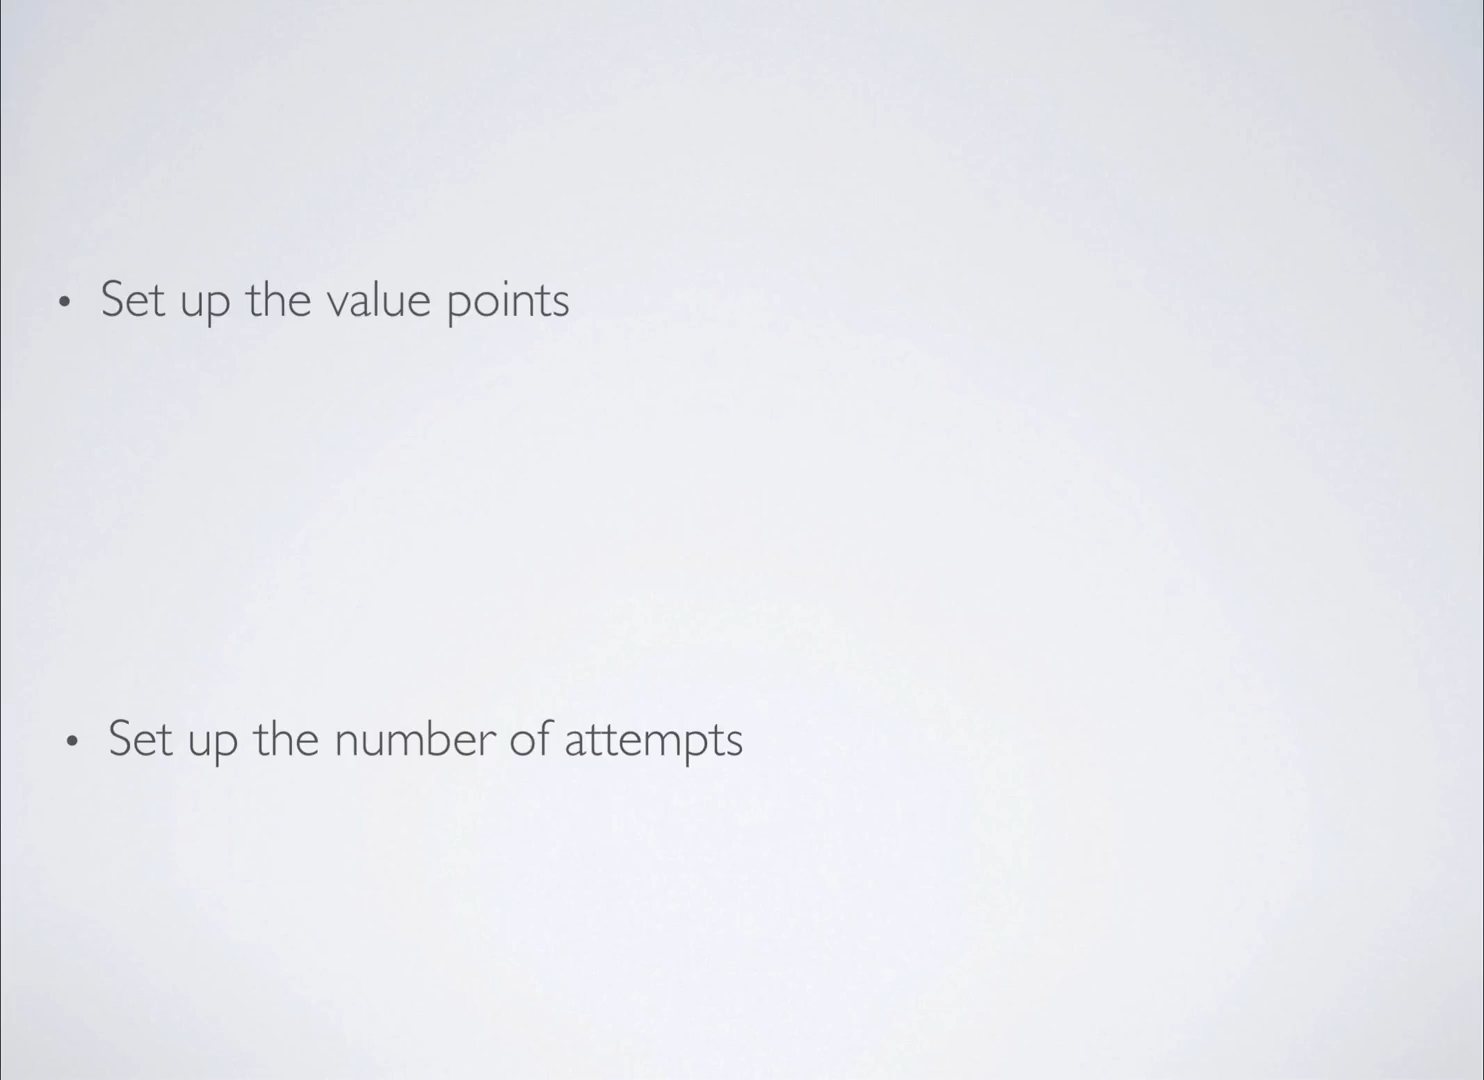 • Set up the value points
• Set up the number of attempts